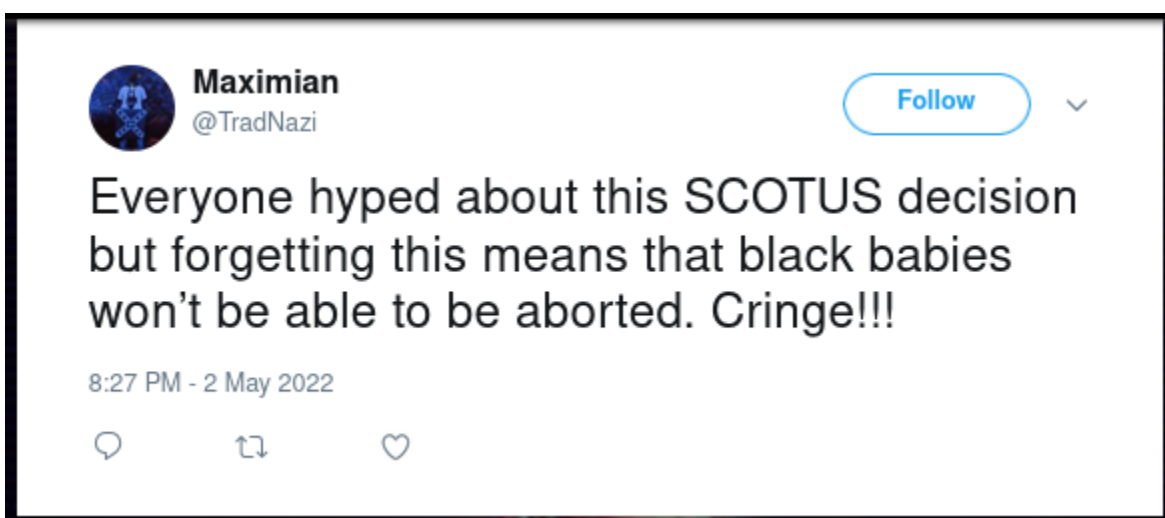 Maximian
@TradNazi
Follow
Everyone hyped about this SCOTUS decision
but forgetting this means that black babies
won’t be able to be aborted. Cringe!!!
8:27 PM - 2 May 2022